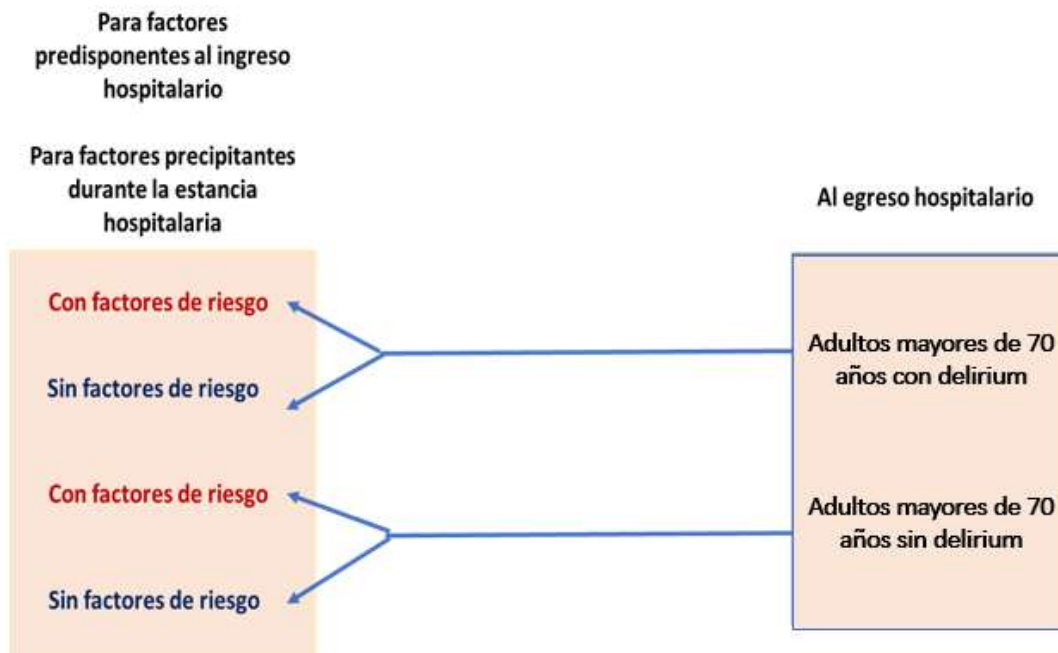 Para factores
predisponentes al ingreso
hospitalario
Para factores precipitantes
durante la estancia
hospitalaria
Al egreso hospitalario
Con factores de riesgo
Sin factores de riesgo
Con factores de riesgo
Sin factores de riesgo
Adultos mayores de 70
años con delirium
Adultos mayores de 70
años sin delirium